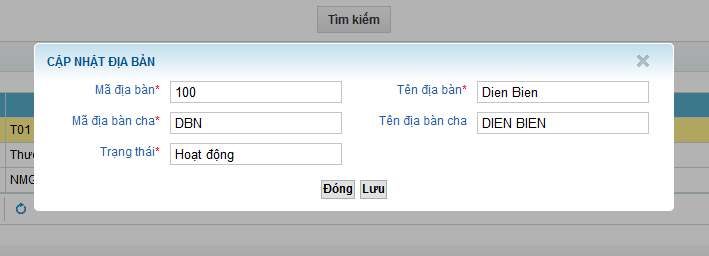 Tìm kiếm
CẬP NHẬT ĐỊA BÀN
Mã địa bàn* 100 Tên địa bàn* Dien Bien
Mã địa bàn cha* DBN Tên địa bàn cha DIEN BIEN
Trạng thái* Hoạt động
Đóng Lưu
T01
NMG